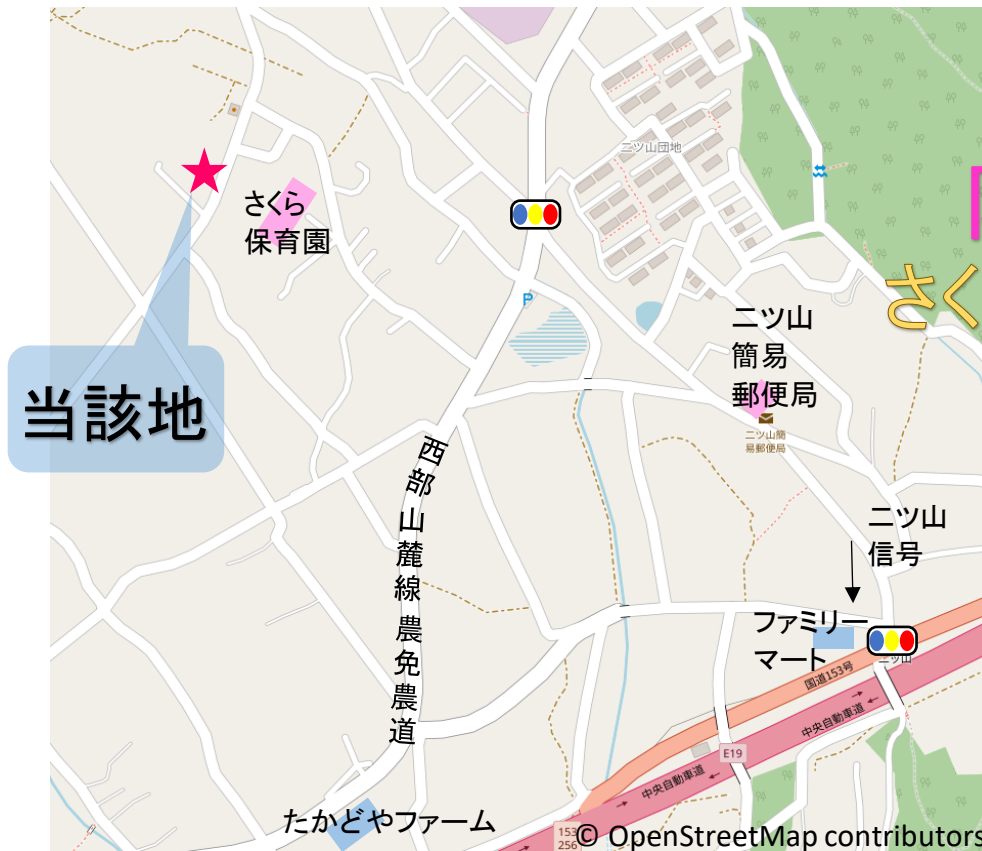 二ツ山団地
さくら
保育園
さく
P
二ツ山
簡易
郵便局
当該地
二ツ山簡
易郵便局
西部山麓線 農免農道
二ツ山
信号
ファミリー
マート
二ツ山
国道153号
中央自動車道
E19
中央自動車道
たかどやファーム
153
256
© OpenStreetMap contributors